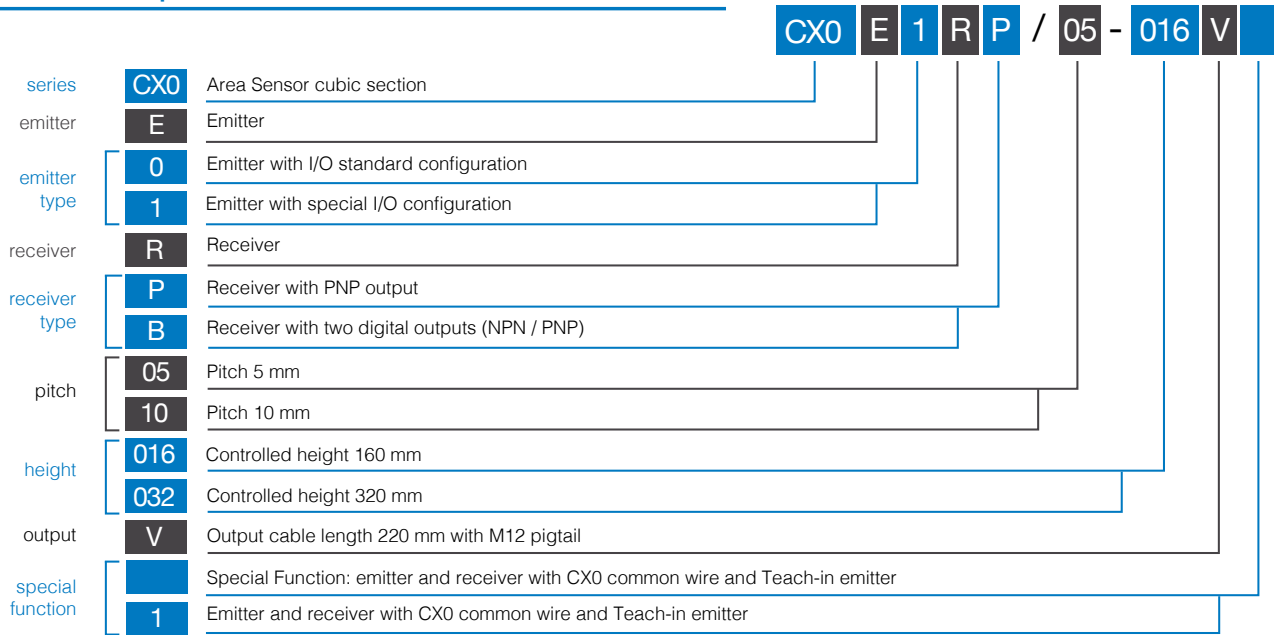 CX0 E 1 R P / 05 - 016 V
series CX0 Area Sensor cubic section
emitter E Emitter
emitter type
0 Emitter with I/O standard configuration
1 Emitter with special I/O configuration
receiver R Receiver
receiver type
P Receiver with PNP output
B Receiver with two digital outputs (NPN / PNP)
pitch
05 Pitch 5 mm
10 Pitch 10 mm
height
016 Controlled height 160 mm
032 Controlled height 320 mm
output V Output cable length 220 mm with M12 pigtail
special function
Special Function: emitter and receiver with CX0 common wire and Teach-in emitter
1 Emitter and receiver with CX0 common wire and Teach-in emitter